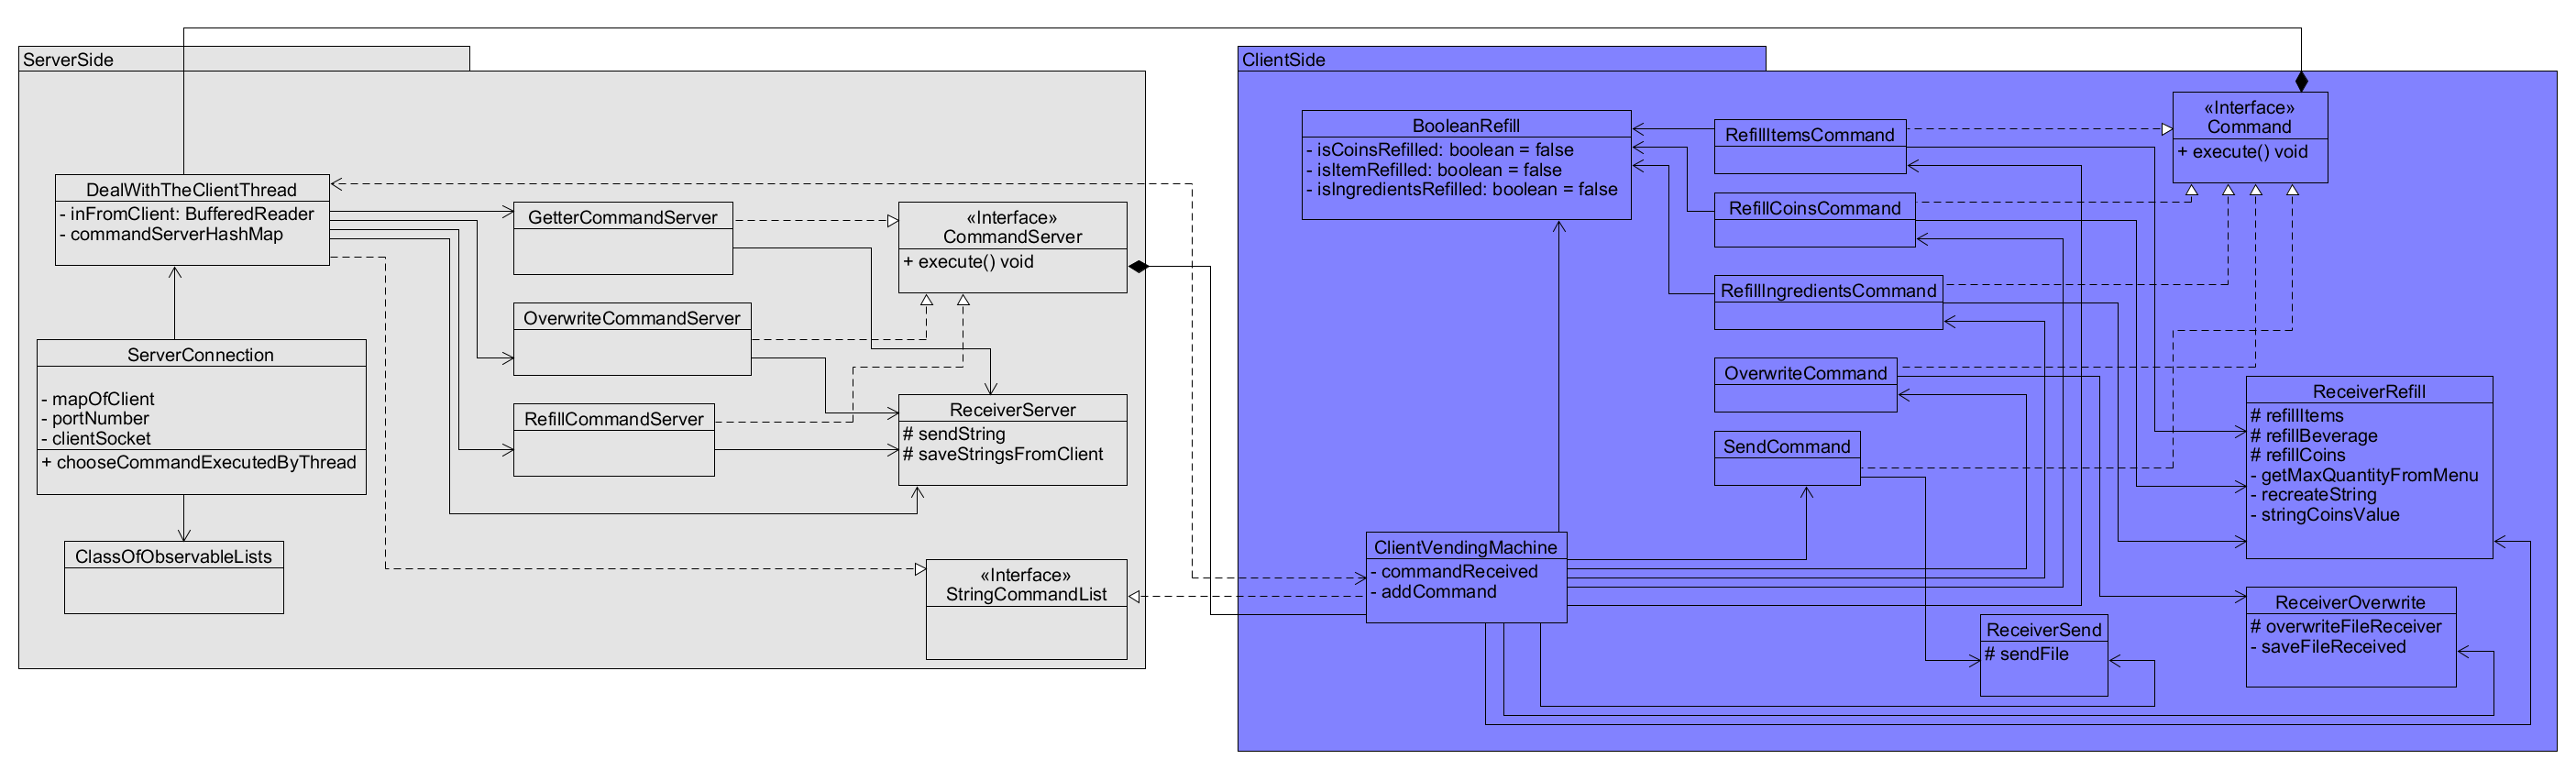 ServerSide
DealWithTheClientThread
- inFromClient: BufferedReader
- commandServerHashMap
GetterCommandServer
«Interface»
CommandServer
+ execute() void
OverwriteCommandServer
ServerConnection
- mapOfClient
- portNumber
- clientSocket
+ chooseCommandExecutedByThread
RefillCommandServer
ReceiverServer
# sendString
# saveStringsFromClient
ClassOfObservableLists
«Interface»
StringCommandList
ClientSide
BooleanRefill
- isCoinsRefilled: boolean = false
- isItemRefilled: boolean = false
- isIngredientsRefilled: boolean = false
RefillItemsCommand
«Interface»
Command
+ execute() void
RefillCoinsCommand
RefillIngredientsCommand
OverwriteCommand
SendCommand
ReceiverRefill
# refillItems
# refillBeverage
# refillCoins
- getMaxQuantityFromMenu
- recreateString
- stringCoinsValue
ClientVendingMachine
- commandReceived
- addCommand
ReceiverSend
# sendFile
ReceiverOverwrite
# overwriteFileReceiver
- saveFileReceived